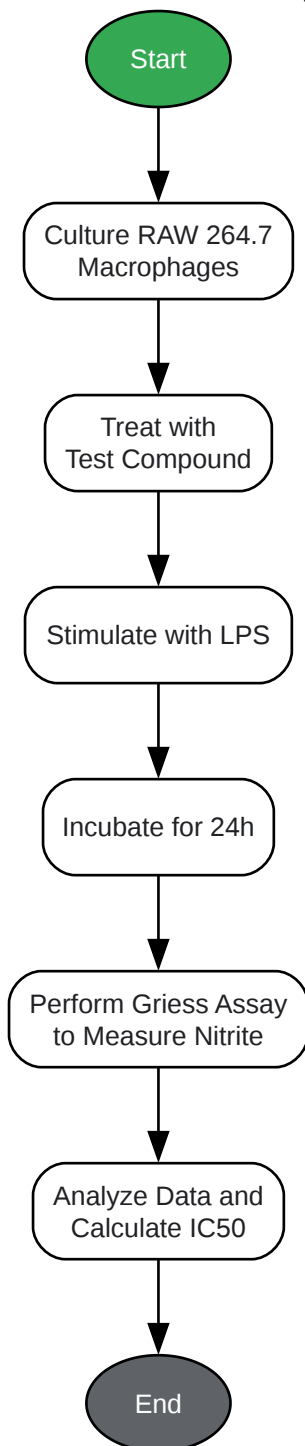 Start
Culture RAW 264.7
Macrophages
Treat with
Test Compound
Stimulate with LPS
Incubate for 24h
Perform Griess Assay
to Measure Nitrite
Analyze Data and
Calculate IC50
End